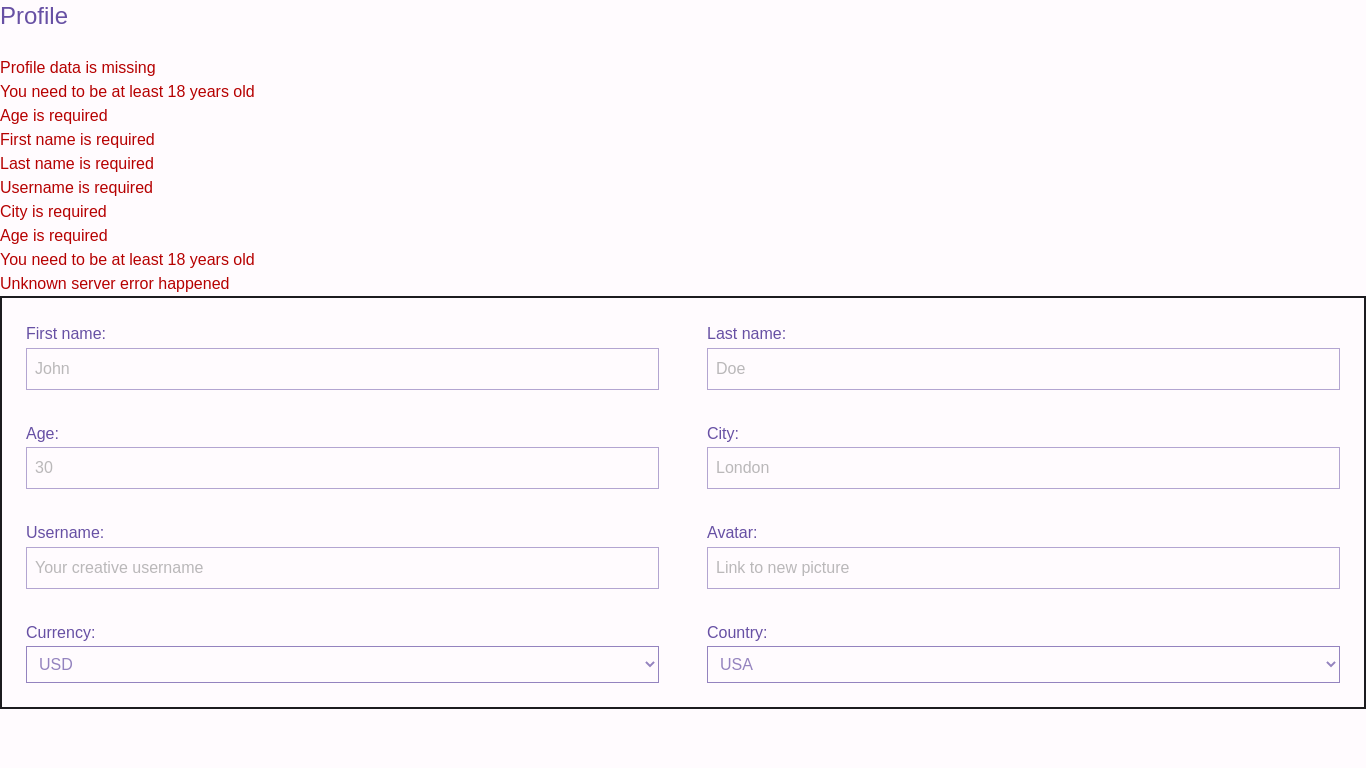 Profile
Profile data is missing
You need to be at least 18 years old
Age is required
First name is required
Last name is required
Username is required
City is required
Age is required
You need to be at least 18 years old
Unknown server error happened
First name:
Last name:
John
Doe
Age:
City:
30
London
Username:
Avatar:
Your creative username
Link to new picture
Currency:
Country:
USD
USA